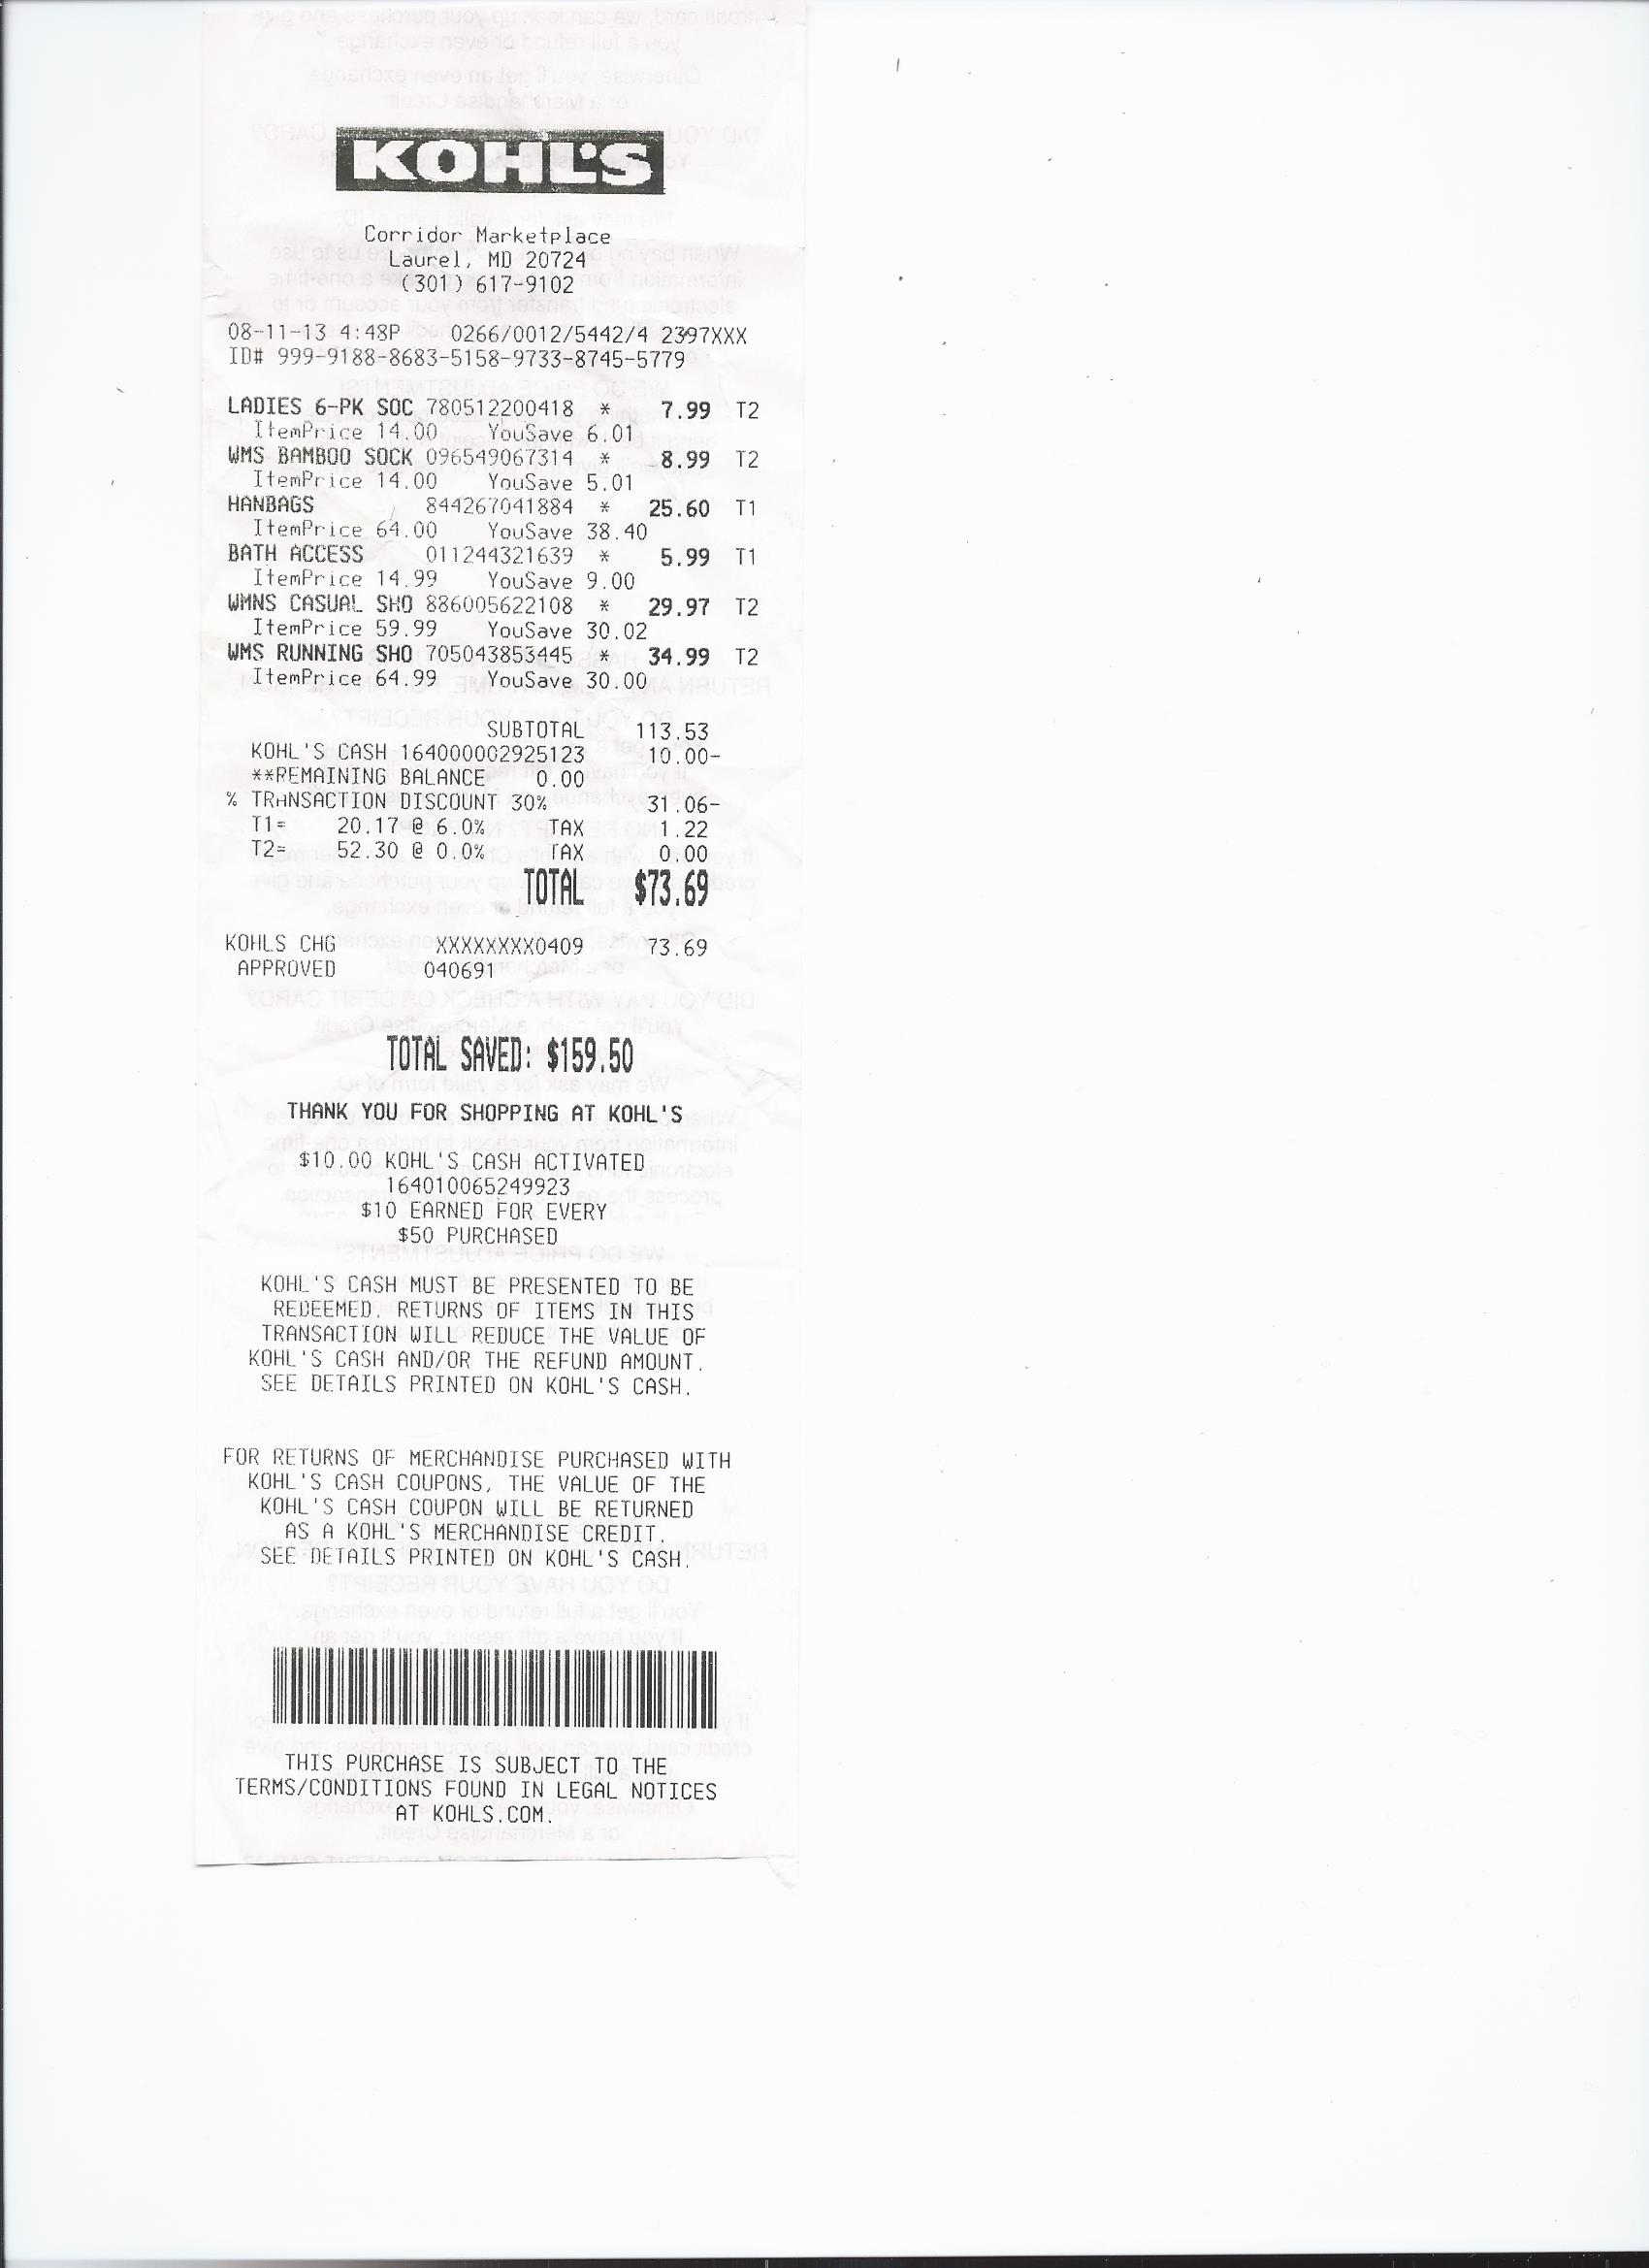 KOHL'S
Corridor Marketplace
Laurel, MD 20724
(301) 617-9102
08-11-13 4:48P 0266/0012/5442/4 2397XXX
ID# 999-9188-8683-5158-9733-8745-5779
LADIES 6-PK SOC 780512200418 * 7.99 T2
ItemPrice 14.00 YouSave 6.01
WMS BAMBOO SOCK 096549067314 * 8.99 T2
ItemPrice 14.00 YouSave 5.01
HANBAGS 844267041884 * 25.60 T1
ItemPrice 64.00 YouSave 38.40
BATH ACCESS 011244321639 * 5.99 T1
ItemPrice 14.99 YouSave 9.00
WMNS CASUAL SHO 886005622108 * 29.97 T2
ItemPrice 59.99 YouSave 30.02
WMS RUNNING SHO 705043853445 * 34.99 T2
ItemPrice 64.99 YouSave 30.00
SUBTOTAL 113.53
KOHL'S CASH 164000002925123 10.00-
**REMAINING BALANCE 0.00
% TRANSACTION DISCOUNT 30% 31.06-
T1= 20.17 @ 6.0% TAX 1.22
T2= 52.30 @ 0.0% TAX 0.00
TOTAL $73.69
KOHLS CHG XXXXXXXX0409 73.69
APPROVED 040691
TOTAL SAVED: $159.50
THANK YOU FOR SHOPPING AT KOHL'S
$10.00 KOHL'S CASH ACTIVATED
164010065249923
$10 EARNED FOR EVERY
$50 PURCHASED
KOHL'S CASH MUST BE PRESENTED TO BE
REDEEMED. RETURNS OF ITEMS IN THIS
TRANSACTION WILL REDUCE THE VALUE OF
KOHL'S CASH AND/OR THE REFUND AMOUNT.
SEE DETAILS PRINTED ON KOHL'S CASH.
FOR RETURNS OF MERCHANDISE PURCHASED WITH
KOHL'S CASH COUPONS, THE VALUE OF THE
KOHL'S CASH COUPON WILL BE RETURNED
AS A KOHL'S MERCHANDISE CREDIT.
SEE DETAILS PRINTED ON KOHL'S CASH.
THIS PURCHASE IS SUBJECT TO THE
TERMS/CONDITIONS FOUND IN LEGAL NOTICES
AT KOHLS.COM.